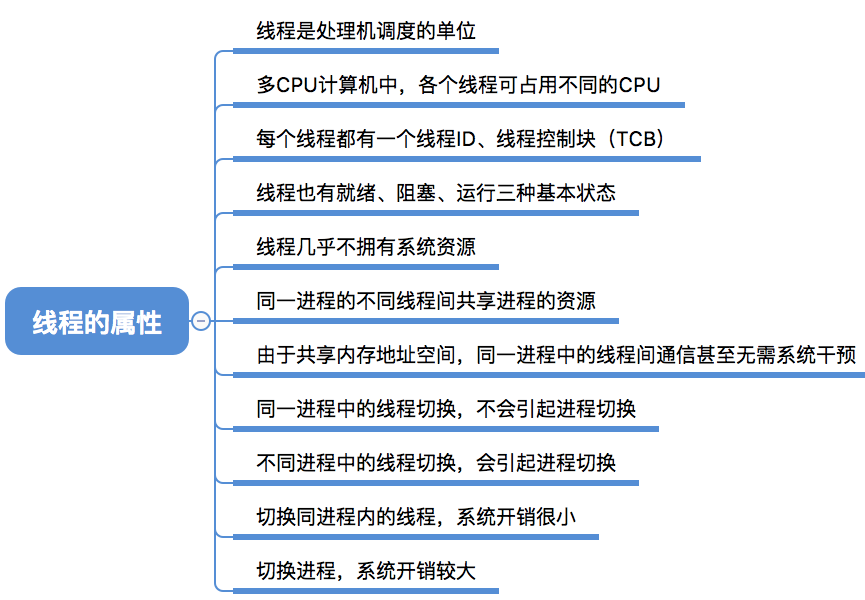 线程是处理机调度的单位
多CPU计算机中，各个线程可占用不同的CPU
每个线程都有一个线程ID、线程控制块（TCB）
线程也有就绪、阻塞、运行三种基本状态
线程几乎不拥有系统资源
线程的属性
同一进程的不同线程间共享进程的资源
由于共享内存地址空间，同一进程中的线程间通信甚至无需系统干预
同一进程中的线程切换，不会引起进程切换
不同进程中的线程切换，会引起进程切换
切换同进程内的线程，系统开销很小
切换进程，系统开销较大